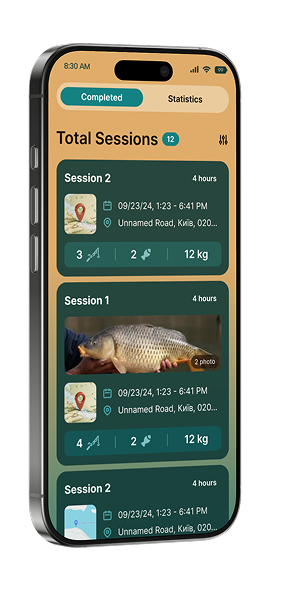 8:30 AM
Completed
Statistics
Total Sessions 12
Session 2 4 hours
09/23/24, 1:23 - 6:41 PM
Unnamed Road, Київ, 020...
3 2 12 kg
Session 1 4 hours
2 photo
09/23/24, 1:23 - 6:41 PM
Unnamed Road, Київ, 020...
4 2 12 kg
Session 2 4 hours
09/23/24, 1:23 - 6:41 PM
Unnamed Road, Київ, 020...